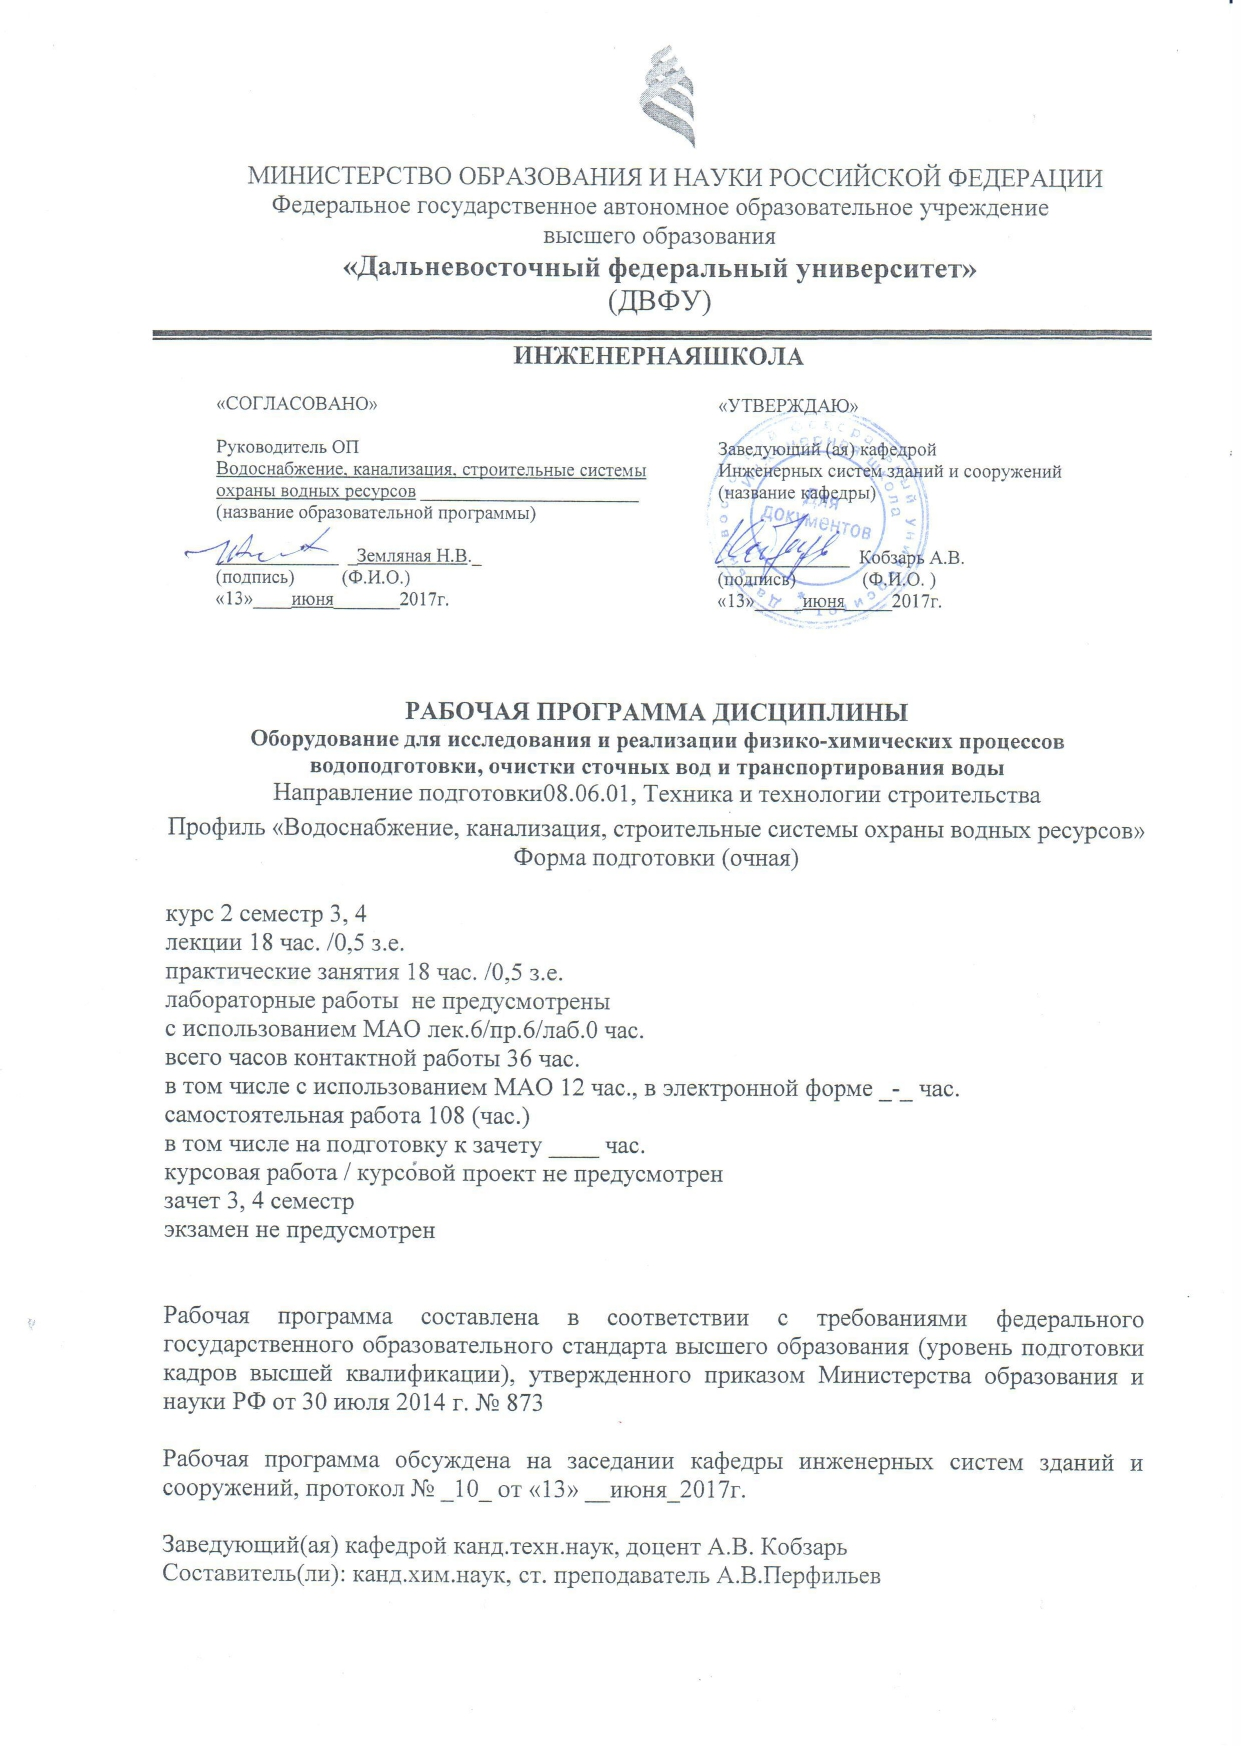 МИНИСТЕРСТВО ОБРАЗОВАНИЯ И НАУКИ РОССИЙСКОЙ ФЕДЕРАЦИИ
Федеральное государственное автономное образовательное учреждение
высшего образования
«Дальневосточный федеральный университет»
(ДВФУ)
ИНЖЕНЕРНАЯШКОЛА
«СОГЛАСОВАНО»
Руководитель ОП
Водоснабжение, канализация, строительные системы
охраны водных ресурсов
(название образовательной программы)
Земляная Н.В.
(подпись) (Ф.И.О.)
«13» июня 2017г.
«УТВЕРЖДАЮ»
Заведующий (ая) кафедрой
Инженерных систем зданий и сооружений
(название кафедры)
Кобзарь А.В.
(подпись) (Ф.И.О. )
«13» июня 2017г.
Для
документов
РАБОЧАЯ ПРОГРАММА ДИСЦИПЛИНЫ
Оборудование для исследования и реализации физико-химических процессов
водоподготовки, очистки сточных вод и транспортирования воды
Направление подготовки08.06.01, Техника и технологии строительства
Профиль «Водоснабжение, канализация, строительные системы охраны водных ресурсов»
Форма подготовки (очная)
курс 2 семестр 3, 4
лекции 18 час. /0,5 з.е.
практические занятия 18 час. /0,5 з.е.
лабораторные работы не предусмотрены
с использованием МАО лек.6/пр.6/лаб.0 час.
всего часов контактной работы 36 час.
в том числе с использованием МАО 12 час., в электронной форме _-_ час.
самостоятельная работа 108 (час.)
в том числе на подготовку к зачету ____ час.
курсовая работа / курсовой проект не предусмотрен
зачет 3, 4 семестр
экзамен не предусмотрен
Рабочая программа составлена в соответствии с требованиями федерального
государственного образовательного стандарта высшего образования (уровень подготовки
кадров высшей квалификации), утвержденного приказом Министерства образования и
науки РФ от 30 июля 2014 г. № 873
Рабочая программа обсуждена на заседании кафедры инженерных систем зданий и
сооружений, протокол № _10_ от «13» __июня_2017г.
Заведующий(ая) кафедрой канд.техн.наук, доцент А.В. Кобзарь
Составитель(ли): канд.хим.наук, ст. преподаватель А.В.Перфильев